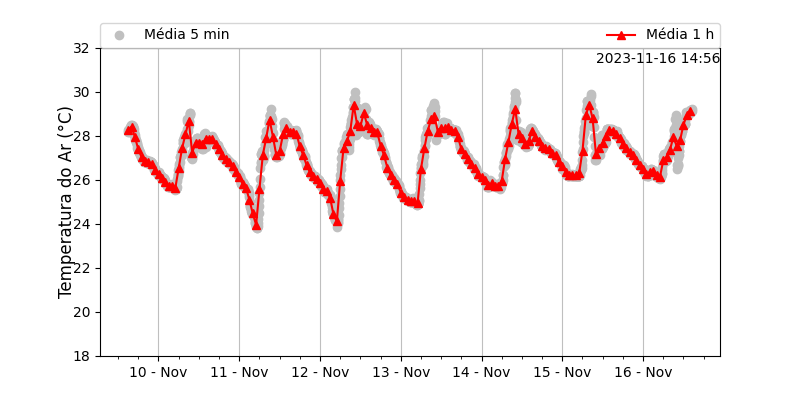 Média 5 min
Média 1 h
2023-11-16 14:56
Temperatura do Ar (°C)
32
30
28
26
24
22
20
18
10 - Nov
11 - Nov
12 - Nov
13 - Nov
14 - Nov
15 - Nov
16 - Nov